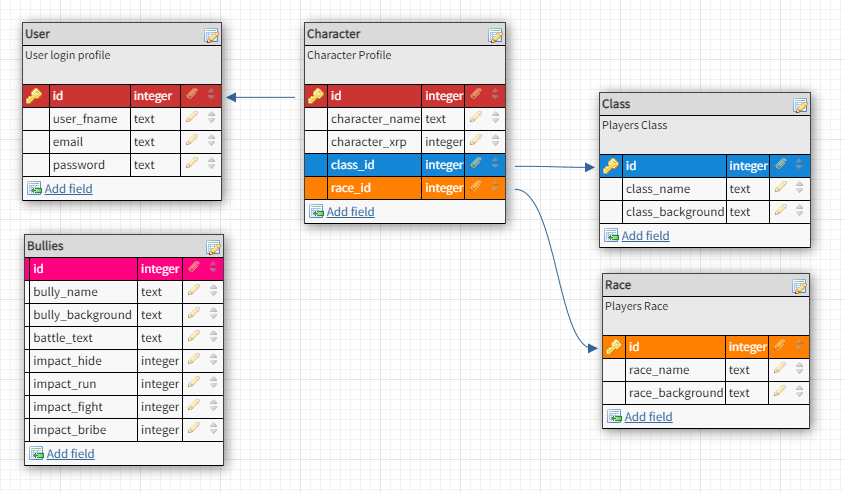 User
User login profile
id integer
user_fname text
email text
password text
Add field
Character
Character Profile
id integer
character_name text
character_xrp integer
class_id integer
race_id integer
Add field
Class
Players Class
id integer
class_name text
class_background text
Add field
Bullies
id integer
bully_name text
bully_background text
battle_text text
impact_hide integer
impact_run integer
impact_fight integer
impact_bribe integer
Add field
Race
Players Race
id integer
race_name text
race_background text
Add field